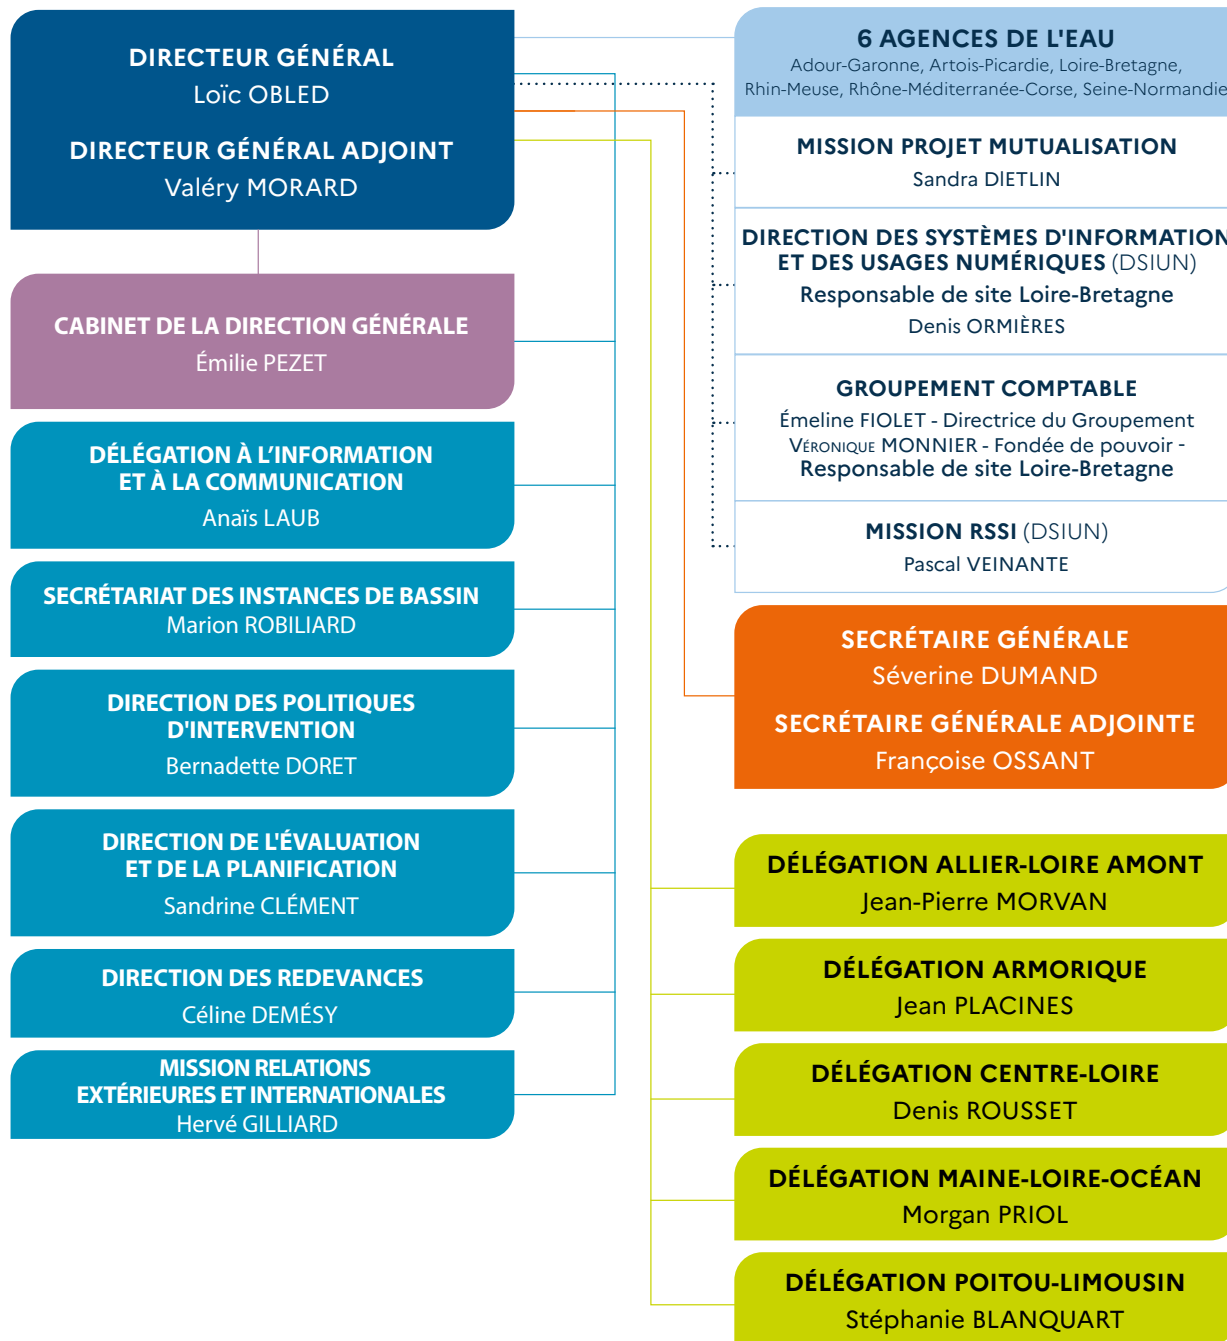 DIRECTEUR GÉNÉRAL
Loïc OBLED
DIRECTEUR GÉNÉRAL ADJOINT
Valéry MORARD
CABINET DE LA DIRECTION GÉNÉRALE
Émilie PEZET
DÉLÉGATION À L’INFORMATION
ET À LA COMMUNICATION
Anaïs LAUB
SECRÉTARIAT DES INSTANCES DE BASSIN
Marion ROBILIARD
DIRECTION DES POLITIQUES
D'INTERVENTION
Bernadette DORET
DIRECTION DE L'ÉVALUATION
ET DE LA PLANIFICATION
Sandrine CLÉMENT
DIRECTION DES REDEVANCES
Céline DEMÉSY
MISSION RELATIONS
EXTÉRIEURES ET INTERNATIONALES
Hervé GILLIARD
6 AGENCES DE L'EAU
Adour-Garonne, Artois-Picardie, Loire-Bretagne,
Rhin-Meuse, Rhône-Méditerranée-Corse, Seine-Normandie
MISSION PROJET MUTUALISATION
Sandra DIETLIN
DIRECTION DES SYSTÈMES D'INFORMATION
ET DES USAGES NUMÉRIQUES (DSIUN)
Responsable de site Loire-Bretagne
Denis ORMIÈRES
GROUPEMENT COMPTABLE
Émeline FIOLET - Directrice du Groupement
VÉRONIQUE MONNIER - Fondée de pouvoir -
Responsable de site Loire-Bretagne
MISSION RSSI (DSIUN)
Pascal VEINANTE
SECRÉTAIRE GÉNÉRALE
Séverine DUMAND
SECRÉTAIRE GÉNÉRALE ADJOINTE
Françoise OSSANT
DÉLÉGATION ALLIER-LOIRE AMONT
Jean-Pierre MORVAN
DÉLÉGATION ARMORIQUE
Jean PLACINES
DÉLÉGATION CENTRE-LOIRE
Denis ROUSSET
DÉLÉGATION MAINE-LOIRE-OCÉAN
Morgan PRIOL
DÉLÉGATION POITOU-LIMOUSIN
Stéphanie BLANQUART